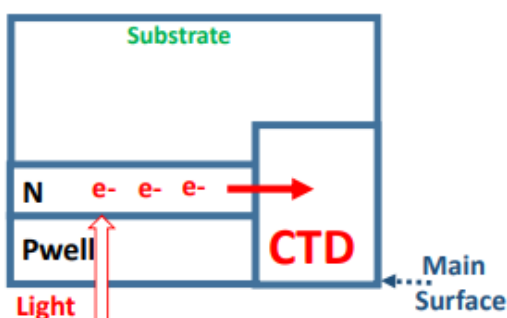 Substrate
N e- e- e-
Pwell
CTD
Main
Surface
Light